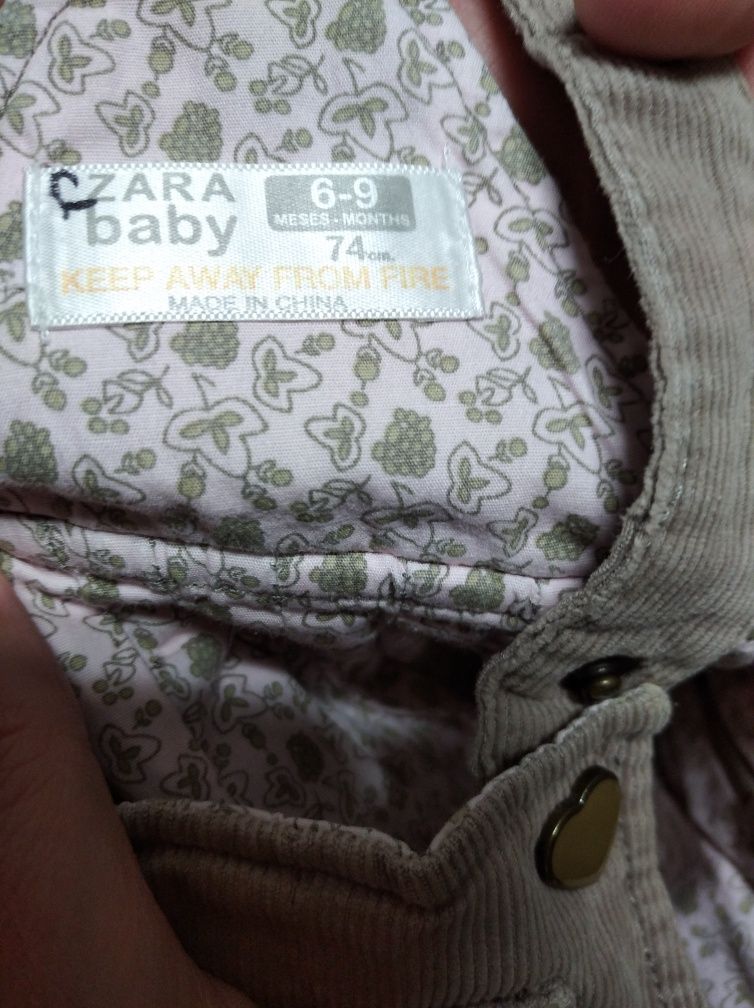 ZARA
baby
6-9
MESES - MONTHS
74cm.
KEEP AWAY FROM FIRE
MADE IN CHINA